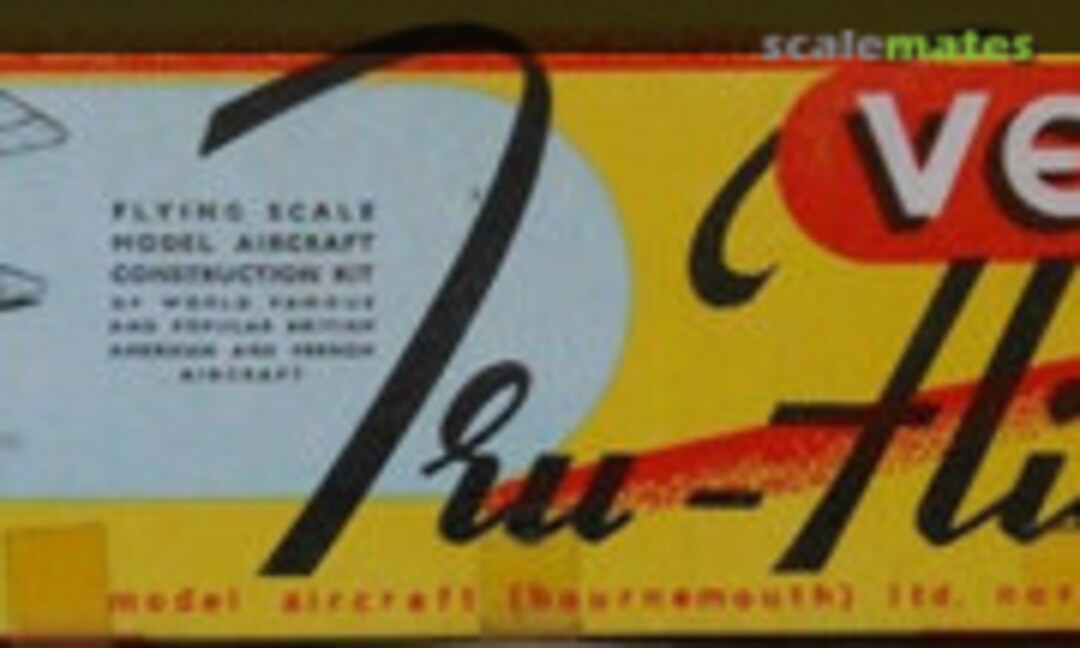 scalemates
ve
FLYING SCALE
MODEL AIRCRAFT
CONSTRUCTION KIT
OF WORLD FAMOUS
AND POPULAR BRITISH
AMERICAN AND FRENCH
AIRCRAFT
Tru-Fli
model aircraft (bournemouth) ltd. nor